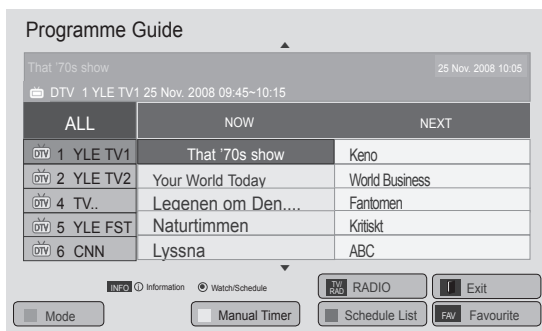 Programme Guide
That '70s show 25 Nov. 2008 10:05
DTV 1 YLE TV1 25 Nov. 2008 09:45~10:15
ALL NOW NEXT
DTV 1 YLE TV1 That '70s show Keno
DTV 2 YLE TV2 Your World Today World Business
DTV 4 TV.. Legenen om Den.... Fantomen
DTV 5 YLE FST Naturtimmen Kritiskt
DTV 6 CNN Lyssna ABC
INFO i Information Watch/Schedule TV/RAD RADIO Exit
Mode Manual Timer Schedule List FAV Favourite